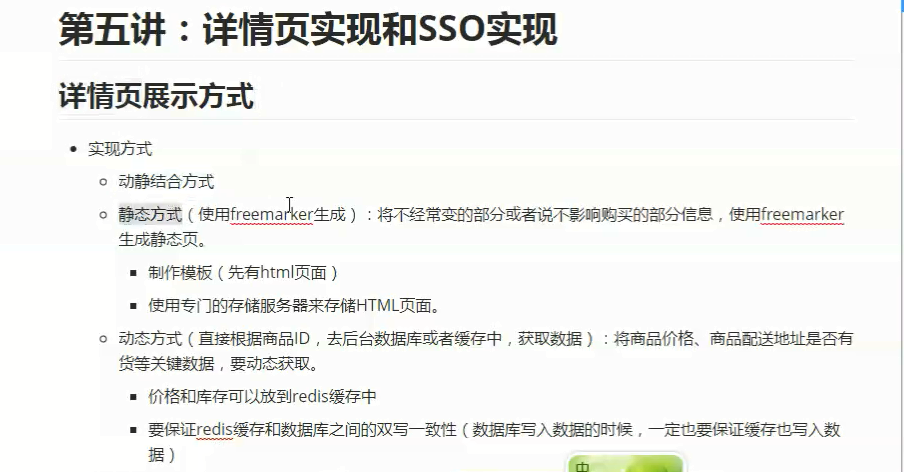 第五讲：详情页实现和SSO实现
详情页展示方式
实现方式
动静结合方式
静态方式（使用freemarker生成）：将不经常变的部分或者说不影响购买的部分信息，使用freemarker
生成静态页。
制作模板（先有html页面）
使用专门的存储服务器来存储HTML页面。
动态方式（直接根据商品ID，去后台数据库或者缓存中，获取数据）：将商品价格、商品配送地址是否有
货等关键数据，要动态获取。
价格和库存可以放到redis缓存中
要保证redis缓存和数据库之间的双写一致性（数据库写入数据的时候，一定也要保证缓存也写入数
据）
中